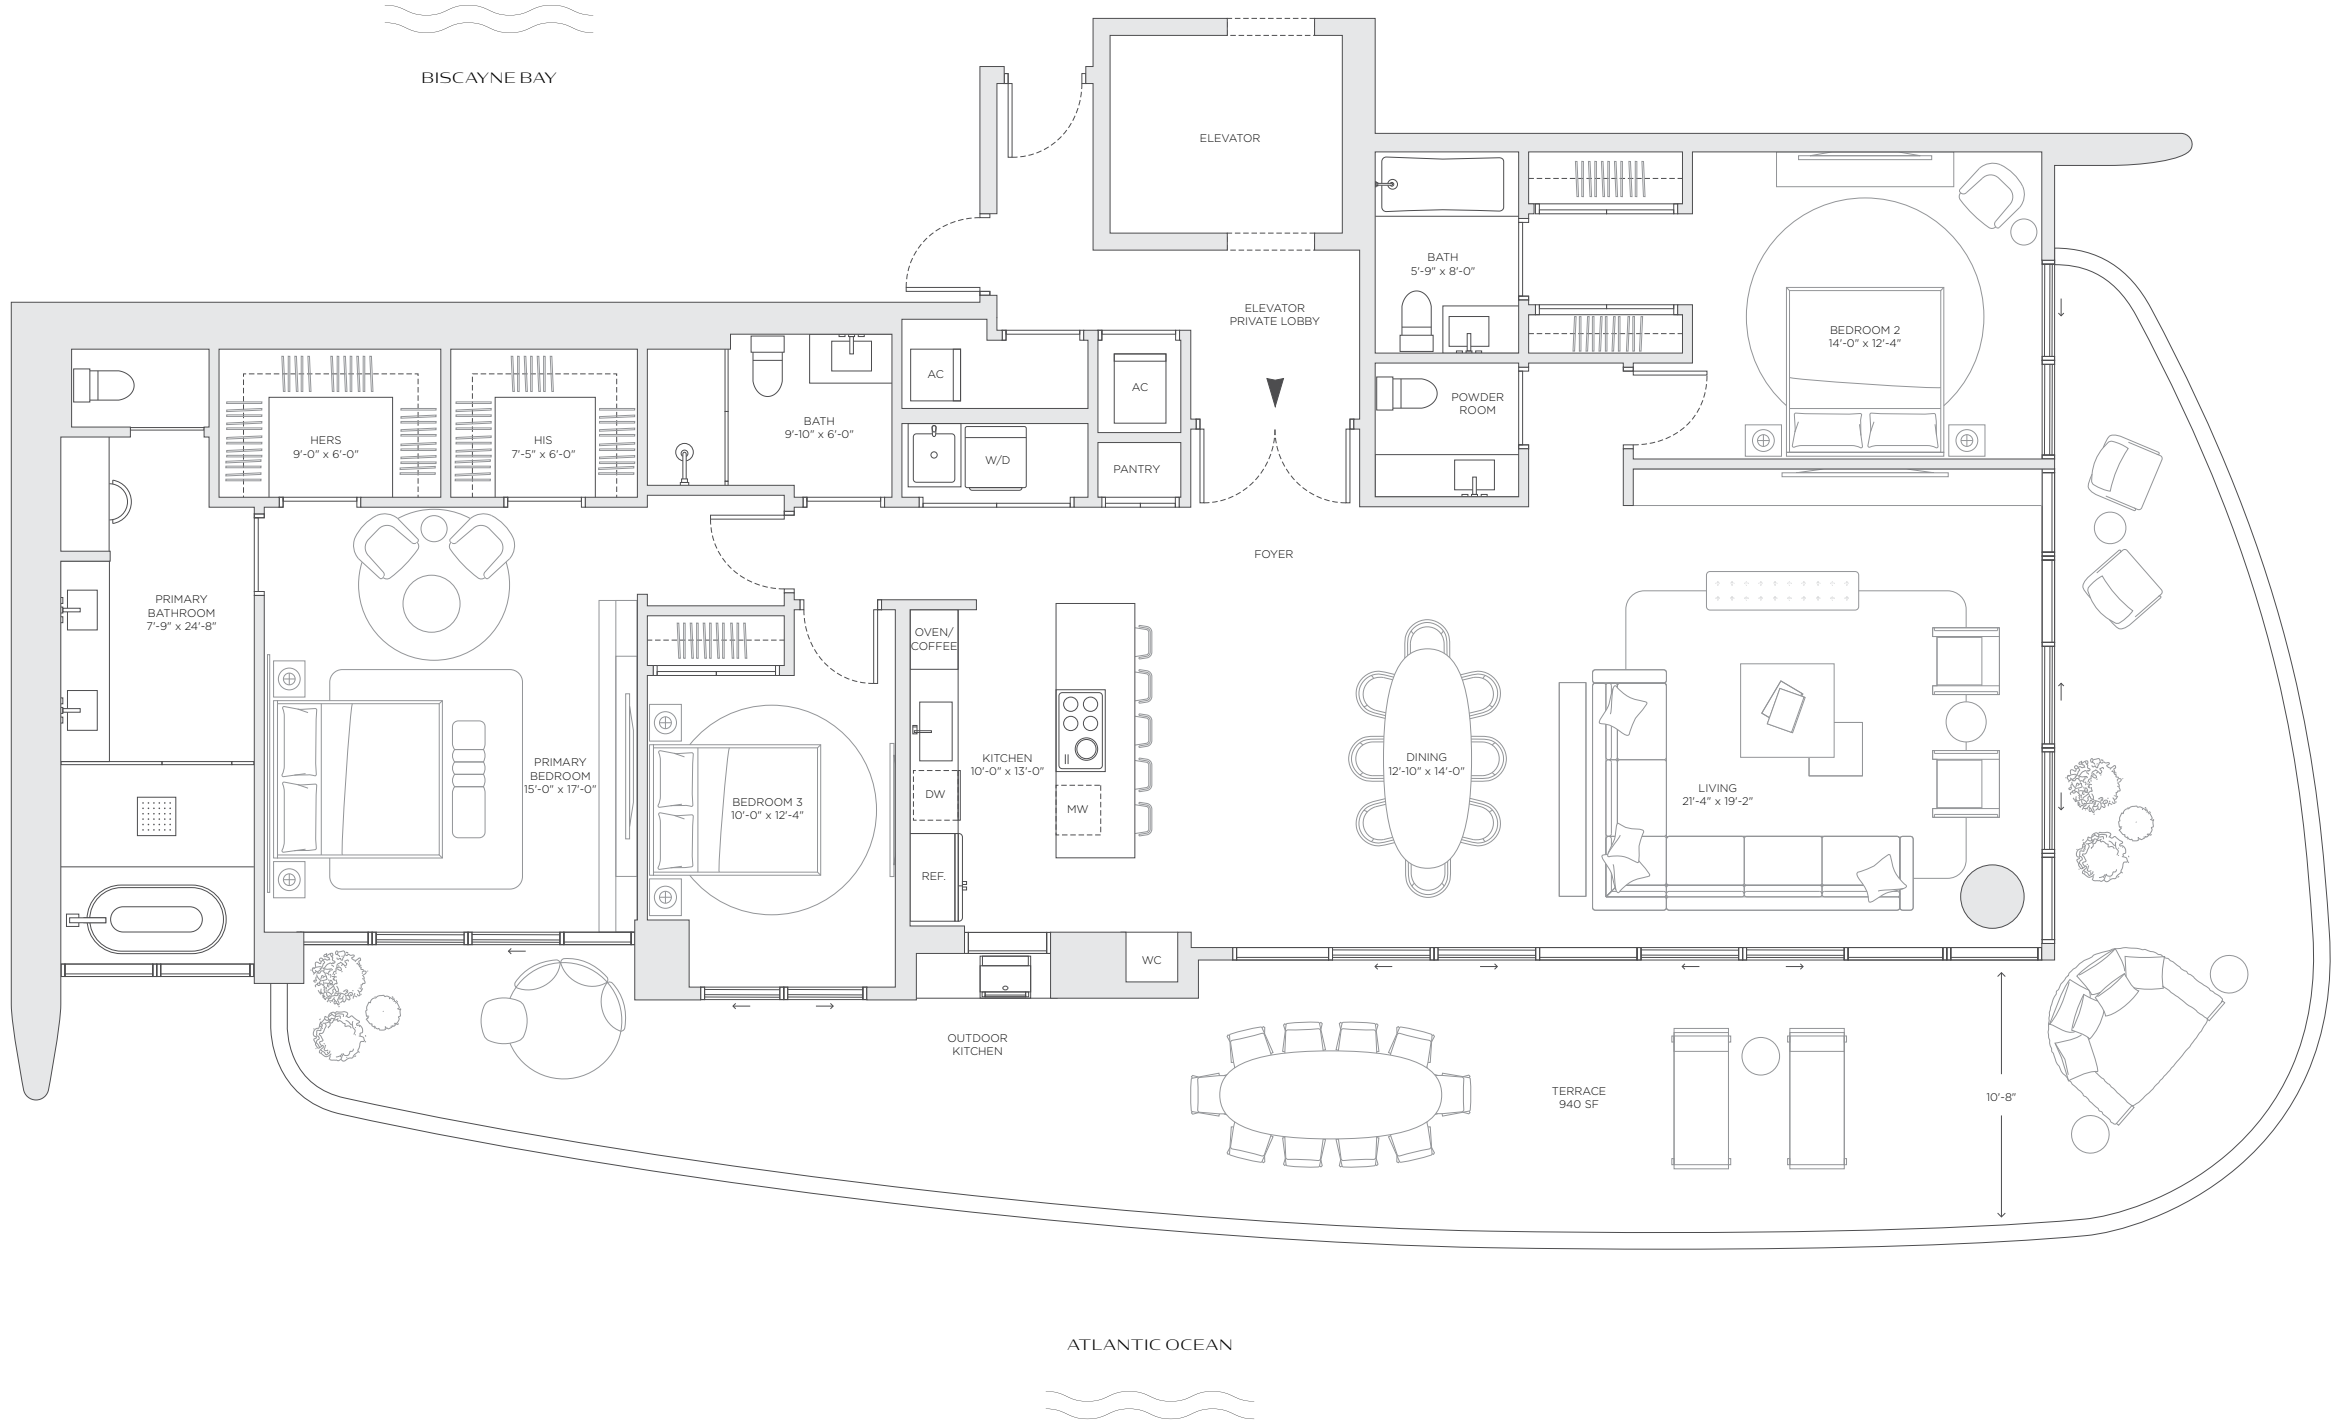 BISCAYNE BAY
ELEVATOR
BATH
5'-9" x 8'-0"
ELEVATOR
PRIVATE LOBBY
BEDROOM 2
14'-0" x 12'-4"
AC
AC
POWDER
ROOM
BATH
9'-10" x 6'-0"
HERS
9'-0" x 6'-0"
HIS
7'-5" x 6'-0"
W/D
PANTRY
FOYER
PRIMARY
BATHROOM
7'-9" x 24'-8"
OVEN/
COFFEE
PRIMARY
BEDROOM
15'-0" x 17'-0"
KITCHEN
10'-0" x 13'-0"
DINING
12'-10" x 14'-0"
LIVING
21'-4" x 19'-2"
BEDROOM 3
10'-0" x 12'-4"
DW
MW
REF.
WC
OUTDOOR
KITCHEN
TERRACE
940 SF
10'-8"
ATLANTIC OCEAN